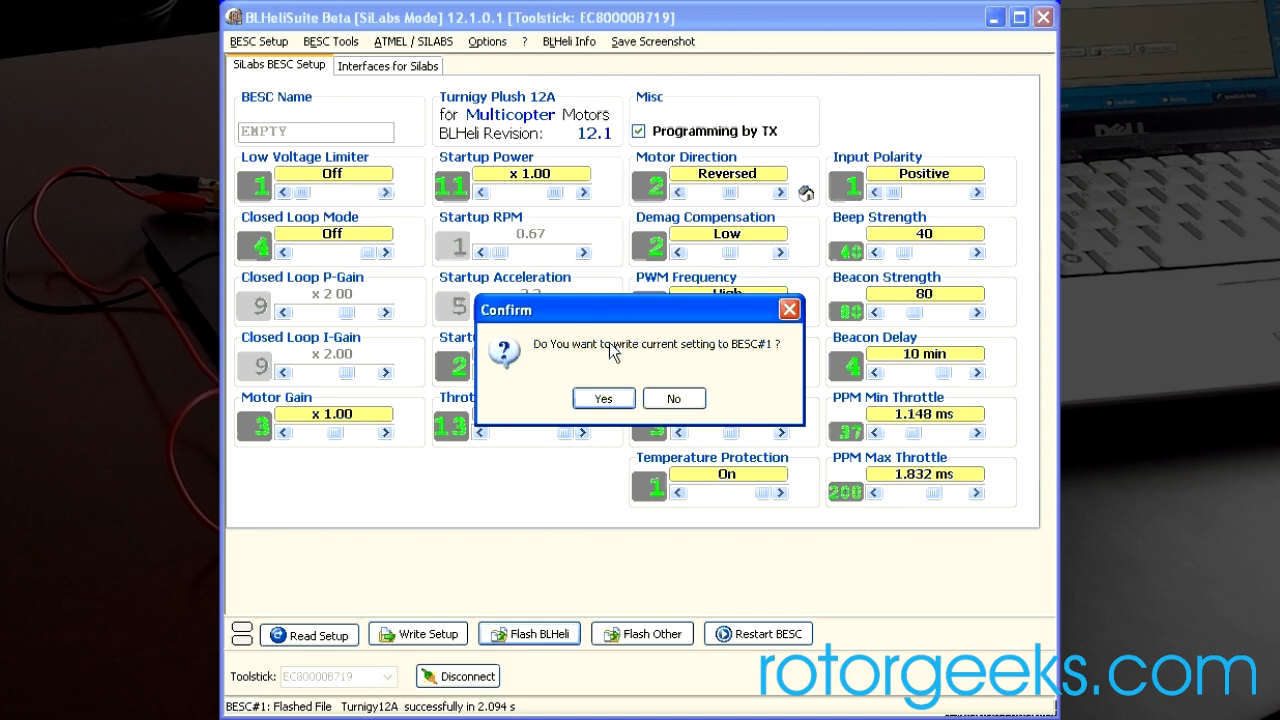 BLHeliSuite Beta [SiLabs Mode] 12.1.0.1 [Toolstick: EC80000B719]
BESC Setup BESC Tools ATMEL / SILABS Options ? BLHeli Info Save Screenshot
SiLabs BESC Setup Interfaces for Silabs
BESC Name
EMPTY
Turnigy Plush 12A
for Multicopter Motors
BLHeli Revision: 12.1
Misc
Programming by TX
Low Voltage Limiter
1 Off
Startup Power
11 x 1.00
Motor Direction
2 Reversed
Input Polarity
1 Positive
Closed Loop Mode
4 Off
Startup RPM
1 0.67
Demag Compensation
2 Low
Beep Strength
40 40
Closed Loop P-Gain
9 x 2 00
Startup Acceleration
5
PWM Frequency
High
Beacon Strength
80 80
Closed Loop I-Gain
9 x 2.00
2
Beacon Delay
4 10 min
Motor Gain
3 x 1.00
13
3
PPM Min Throttle
37 1.148 ms
Temperature Protection
1 On
PPM Max Throttle
208 1.832 ms
Confirm
Do You want to write current setting to BESC#1 ?
Yes No
Read Setup Write Setup Flash BLHeli Flash Other Restart BESC
Toolstick: EC80000B719 Disconnect
BESC#1: Flashed File Turnigy12A successfully in 2.094 s
rotorgeeks.com
DELL